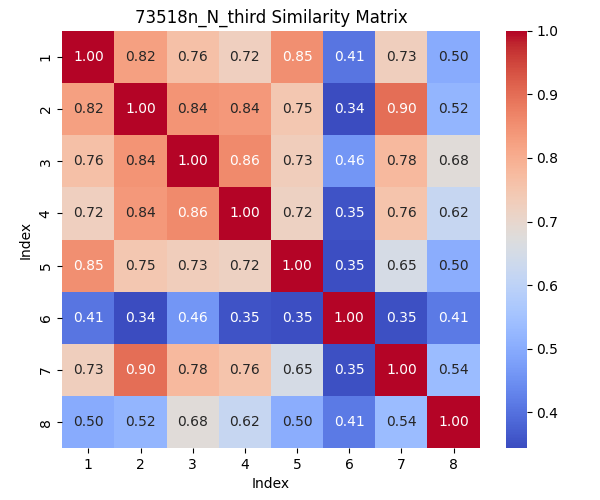 73518n_N_third Similarity Matrix
1 1.00 0.82 0.76 0.72 0.85 0.41 0.73 0.50
2 0.82 1.00 0.84 0.84 0.75 0.34 0.90 0.52
3 0.76 0.84 1.00 0.86 0.73 0.46 0.78 0.68
4 0.72 0.84 0.86 1.00 0.72 0.35 0.76 0.62
5 0.85 0.75 0.73 0.72 1.00 0.35 0.65 0.50
6 0.41 0.34 0.46 0.35 0.35 1.00 0.35 0.41
7 0.73 0.90 0.78 0.76 0.65 0.35 1.00 0.54
8 0.50 0.52 0.68 0.62 0.50 0.41 0.54 1.00
1 2 3 4 5 6 7 8
Index
Index
1.0
0.9
0.8
0.7
0.6
0.5
0.4